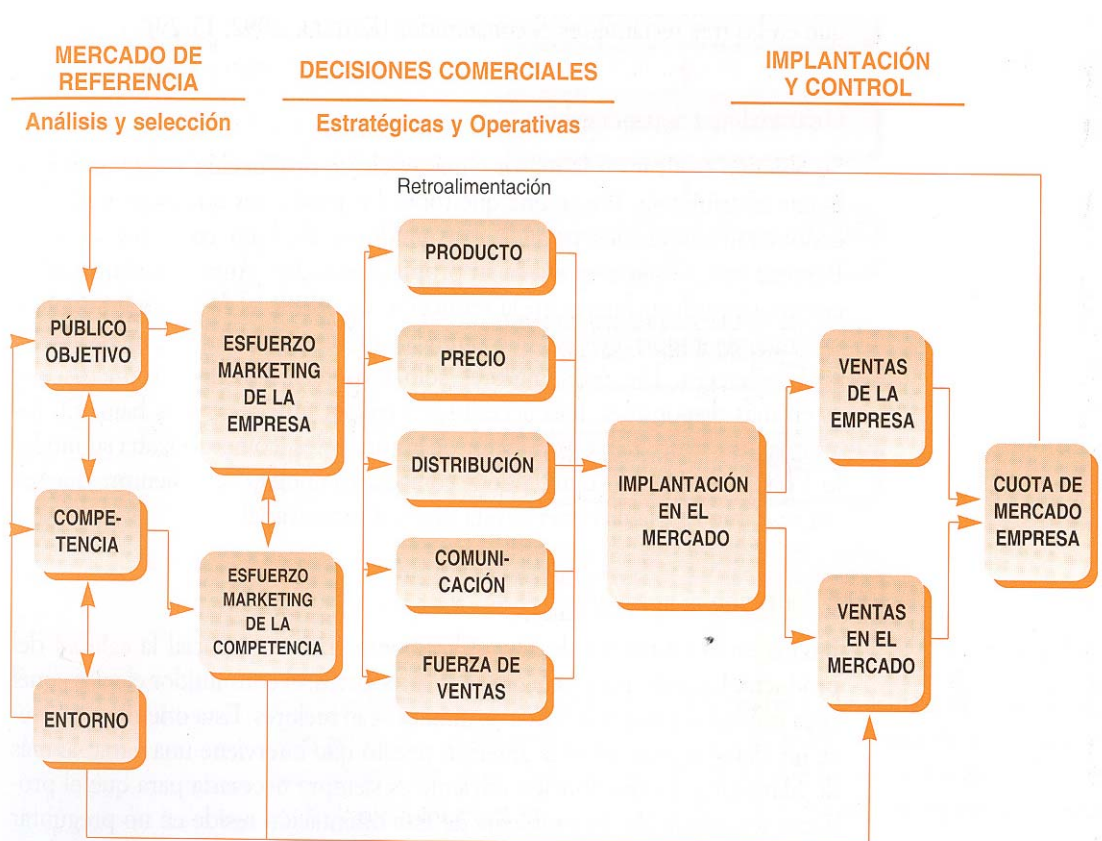 MERCADO DE
REFERENCIA
Análisis y selección
DECISIONES COMERCIALES
Estratégicas y Operativas
IMPLANTACIÓN
Y CONTROL
Retroalimentación
PÚBLICO
OBJETIVO
COMPE-
TENCIA
ENTORNO
ESFUERZO
MARKETING
DE LA
EMPRESA
ESFUERZO
MARKETING
DE LA
COMPETENCIA
PRODUCTO
PRECIO
DISTRIBUCIÓN
COMUNI-
CACIÓN
FUERZA DE
VENTAS
IMPLANTACIÓN
EN EL
MERCADO
VENTAS
DE LA
EMPRESA
VENTAS
EN EL
MERCADO
CUOTA DE
MERCADO
EMPRESA